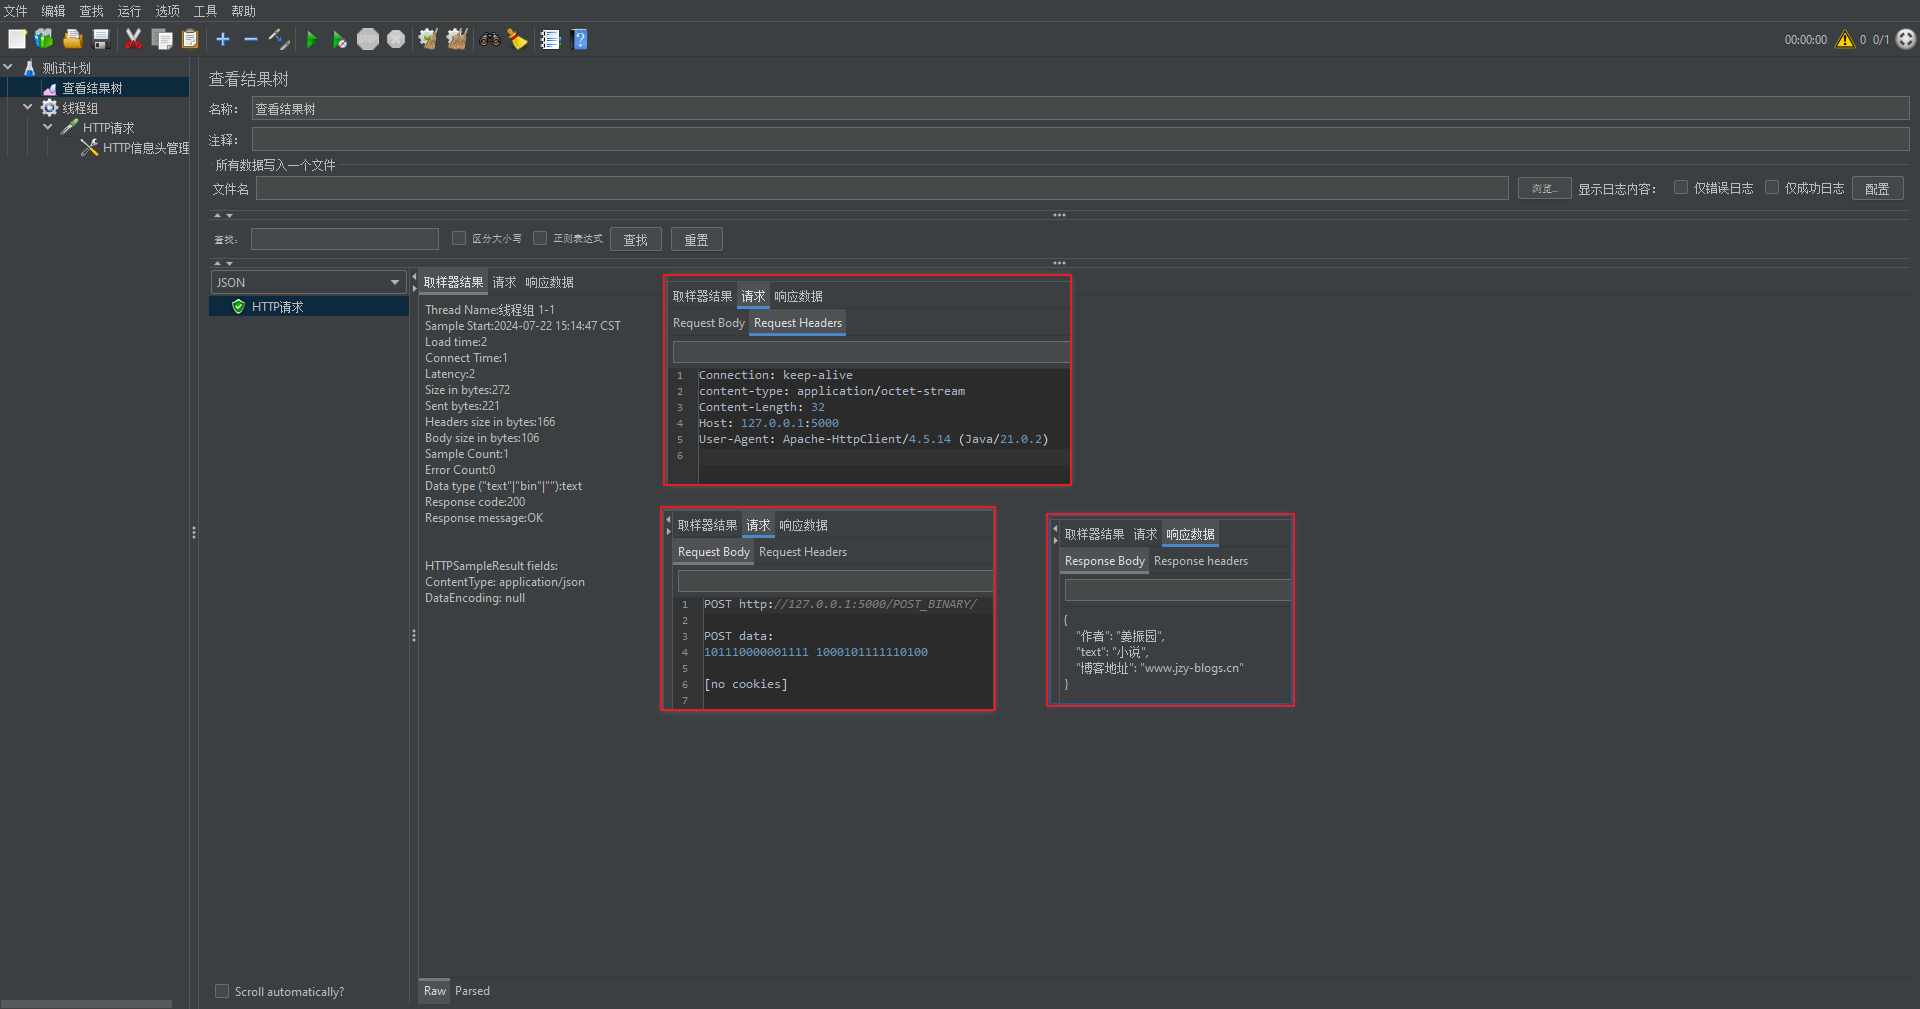 文件 编辑 查找 运行 选项 工具 帮助
00:00:00 0 0/1
测试计划
查看结果树
线程组
HTTP请求
HTTP信息头管理
查看结果树
名称： 查看结果树
注释：
所有数据写入一个文件
文件名 浏览... 显示日志内容： 仅错误日志 仅成功日志 配置
查找： 区分大小写 正则表达式 查找 重置
JSON
HTTP请求
取样器结果 请求 响应数据
Thread Name:线程组 1-1
Sample Start:2024-07-22 15:14:47 CST
Load time:2
Connect Time:1
Latency:2
Size in bytes:272
Sent bytes:221
Headers size in bytes:166
Body size in bytes:106
Sample Count:1
Error Count:0
Data type ("text"|"bin"|""):text
Response code:200
Response message:OK
HTTPSampleResult fields:
ContentType: application/json
DataEncoding: null
取样器结果 请求 响应数据
Request Body Request Headers
1 Connection: keep-alive
2 content-type: application/octet-stream
3 Content-Length: 32
4 Host: 127.0.0.1:5000
5 User-Agent: Apache-HttpClient/4.5.14 (Java/21.0.2)
6
取样器结果 请求 响应数据
Request Body Request Headers
1 POST http://127.0.0.1:5000/POST_BINARY/
2
3 POST data:
4 101110000001111 1000101111110100
5
6 [no cookies]
7
取样器结果 请求 响应数据
Response Body Response headers
{
"作者": "姜振园",
"text": "小说",
"博客地址": "www.jzy-blogs.cn"
}
Scroll automatically?
Raw Parsed